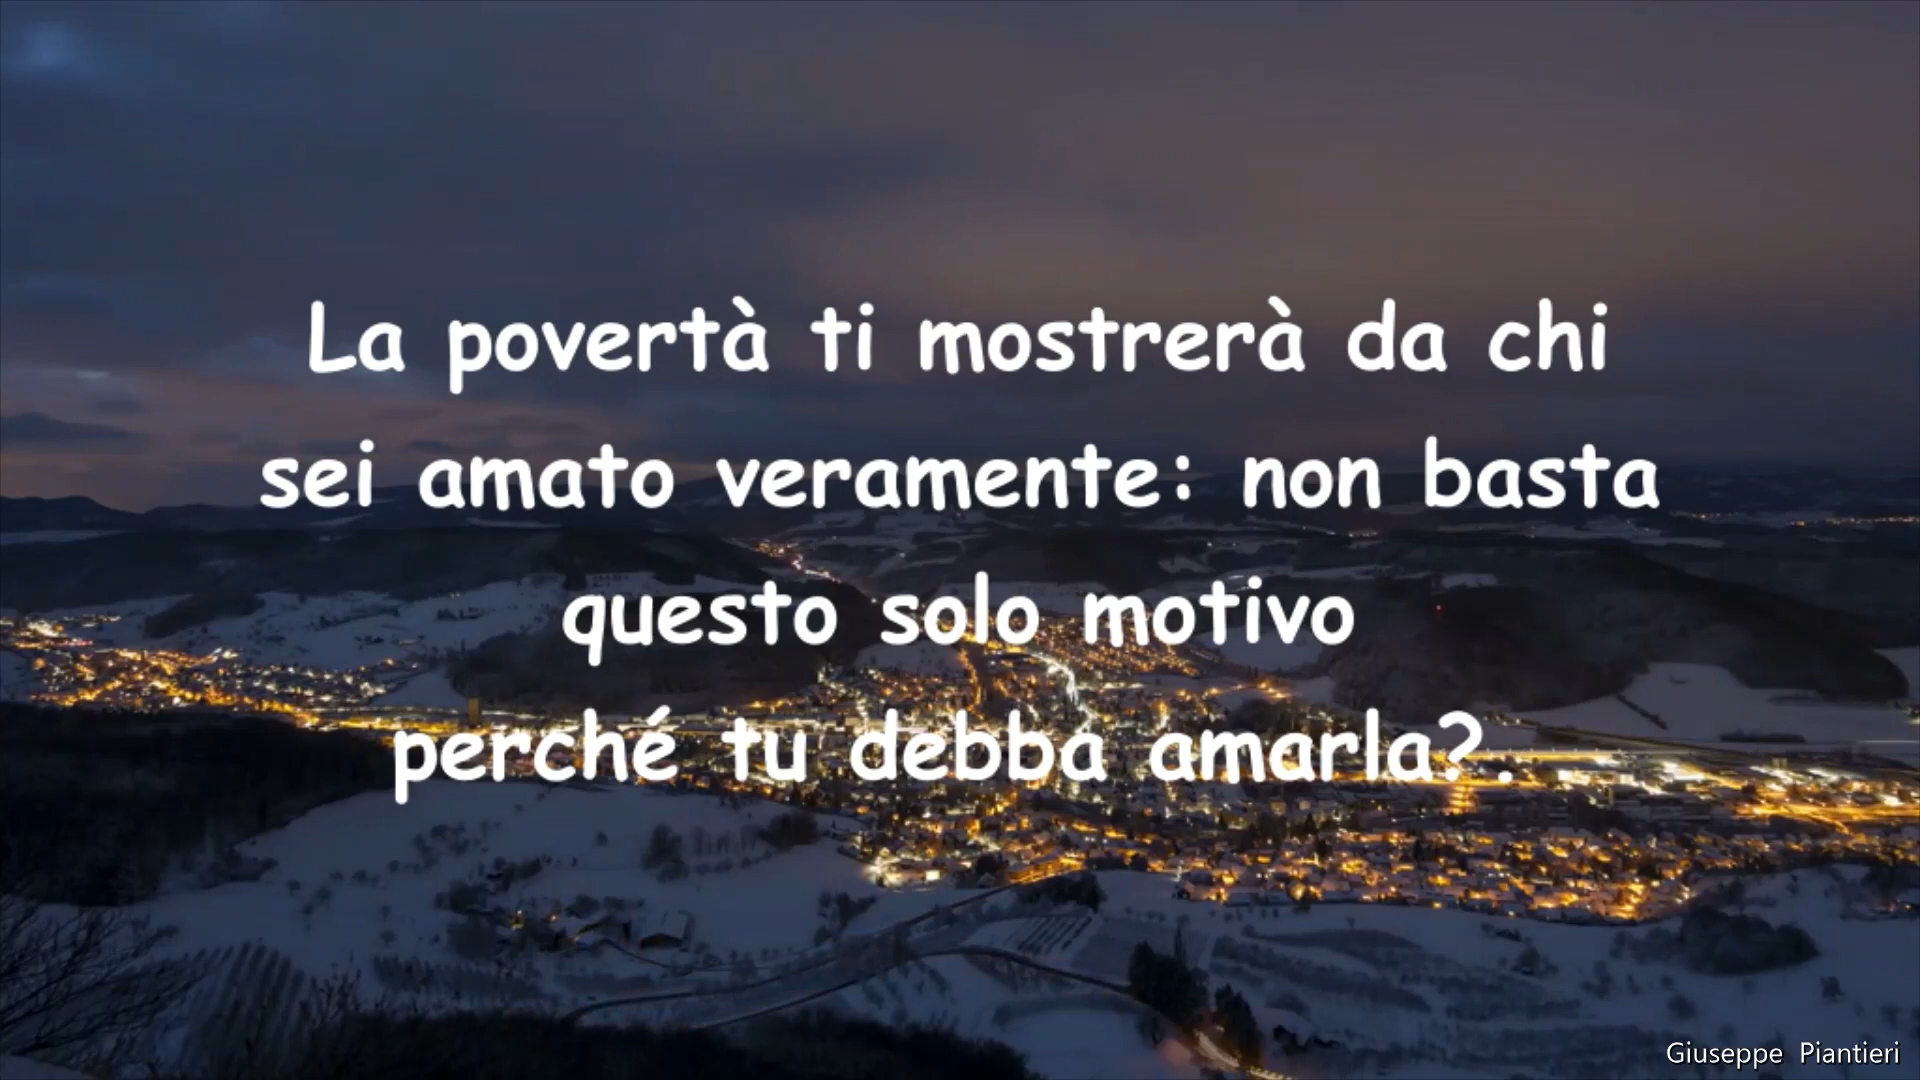 La povertà ti mostrerà da chi
sei amato veramente: non basta
questo solo motivo
perché tu debba amarla?.
Giuseppe Piantieri